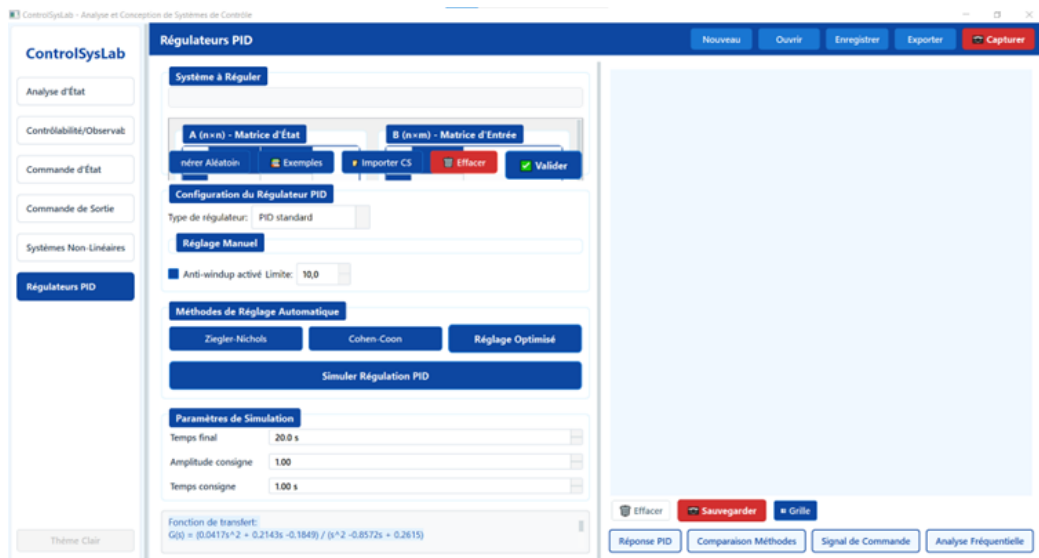 ControlSysLab - Analyse et Conception de Systèmes de Contrôle
ControlSysLab
Analyse d'État
Contrôlabilité/Observab
Commande d'État
Commande de Sortie
Systèmes Non-Linéaires
Régulateurs PID
Thème Clair
Régulateurs PID
Nouveau
Ouvrir
Enregistrer
Exporter
Capturer
Système à Réguler
A (n×n) - Matrice d'État
B (n×m) - Matrice d'Entrée
nérer Aléatoin
Exemples
Importer CS
Effacer
Valider
Configuration du Régulateur PID
Type de régulateur: PID standard
Réglage Manuel
Anti-windup activé Limite: 10,0
Méthodes de Réglage Automatique
Ziegler-Nichols
Cohen-Coon
Réglage Optimisé
Simuler Régulation PID
Paramètres de Simulation
Temps final 20.0 s
Amplitude consigne 1.00
Temps consigne 1.00 s
Fonction de transfert:
G(s) = (0.0417s^2 + 0.2143s -0.1849) / (s^2 -0.8572s + 0.2615)
Effacer
Sauvegarder
Grille
Réponse PID
Comparaison Méthodes
Signal de Commande
Analyse Fréquentielle